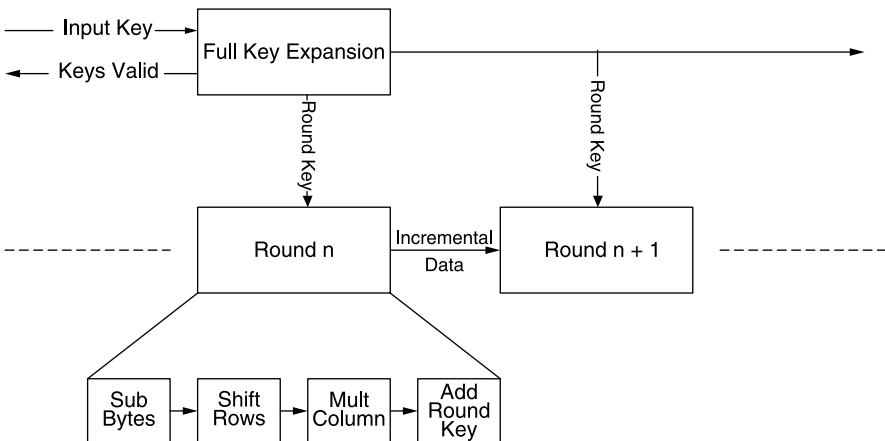 Input Key
Full Key Expansion
Keys Valid
Round Key
Round Key
Round n
Incremental
Data
Round n + 1
Sub
Bytes
Shift
Rows
Mult
Column
Add
Round
Key